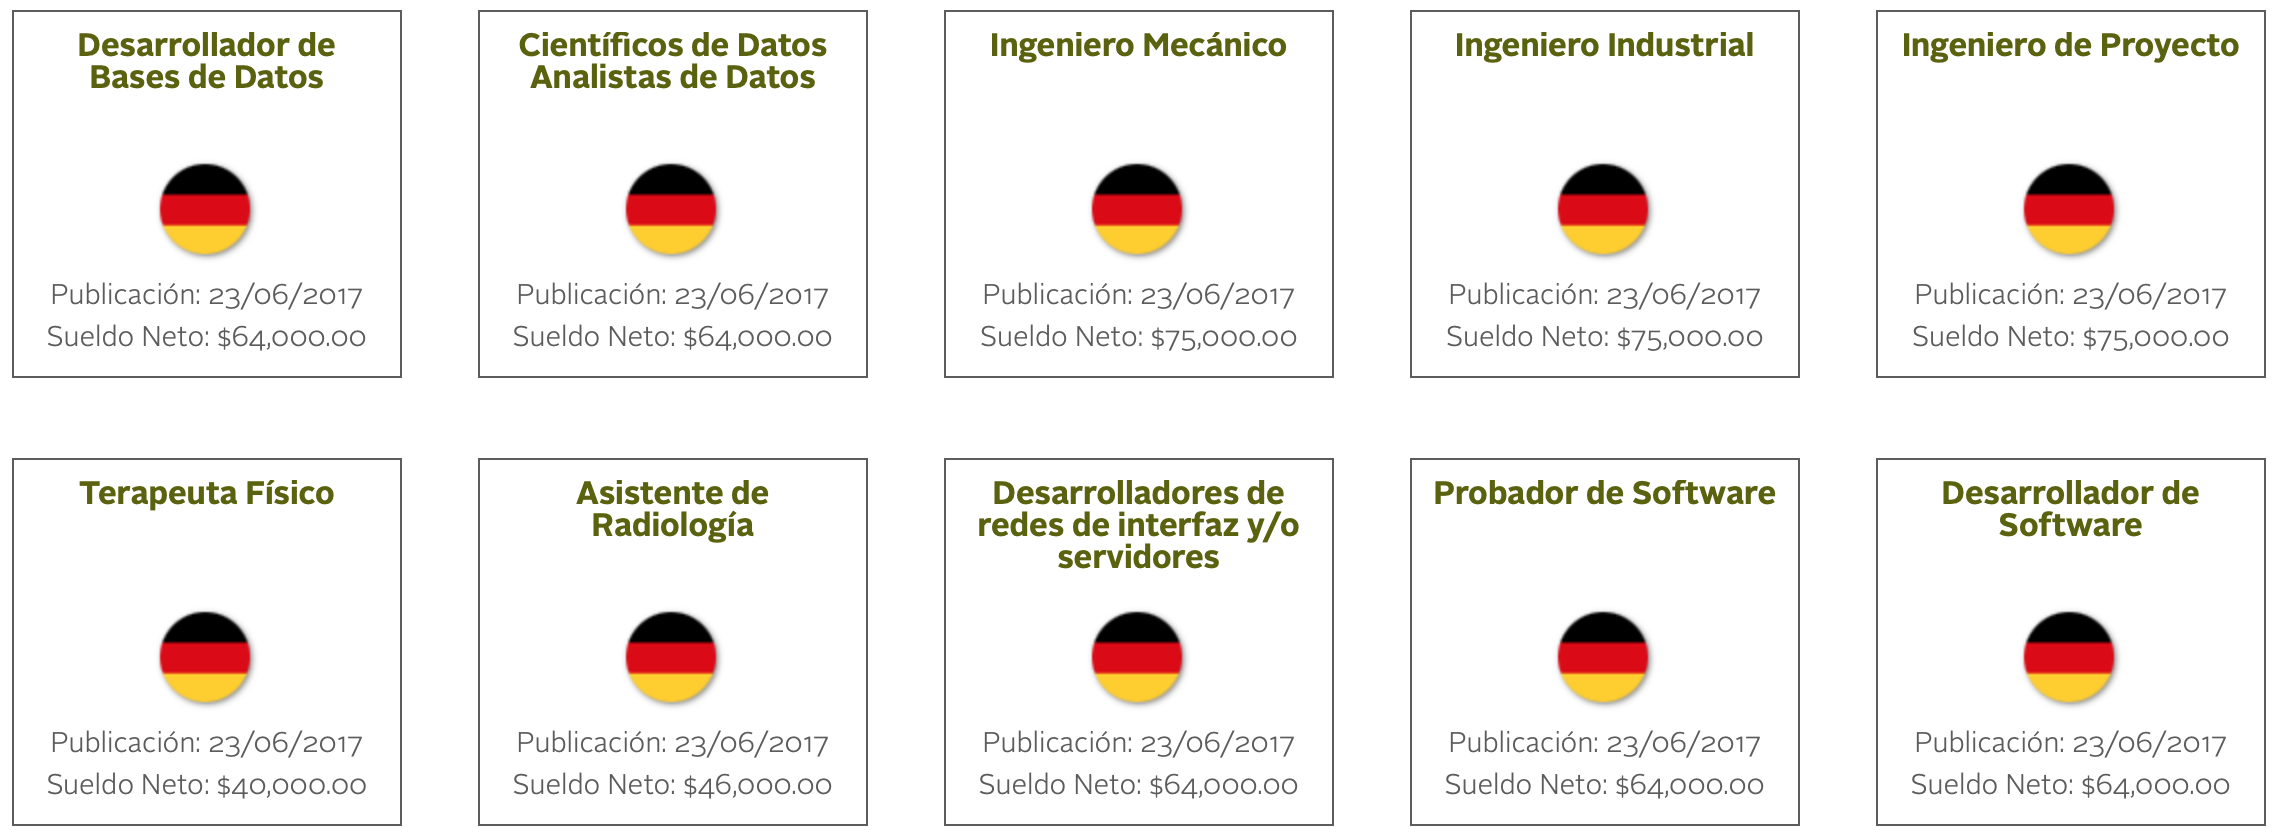 Desarrollador de
Bases de Datos
Publicación: 23/06/2017
Sueldo Neto: $64,000.00
Científicos de Datos
Analistas de Datos
Publicación: 23/06/2017
Sueldo Neto: $64,000.00
Ingeniero Mecánico
Publicación: 23/06/2017
Sueldo Neto: $75,000.00
Ingeniero Industrial
Publicación: 23/06/2017
Sueldo Neto: $75,000.00
Ingeniero de Proyecto
Publicación: 23/06/2017
Sueldo Neto: $75,000.00
Terapeuta Físico
Publicación: 23/06/2017
Sueldo Neto: $40,000.00
Asistente de
Radiología
Publicación: 23/06/2017
Sueldo Neto: $46,000.00
Desarrolladores de
redes de interfaz y/o
servidores
Publicación: 23/06/2017
Sueldo Neto: $64,000.00
Probador de Software
Publicación: 23/06/2017
Sueldo Neto: $64,000.00
Desarrollador de
Software
Publicación: 23/06/2017
Sueldo Neto: $64,000.00